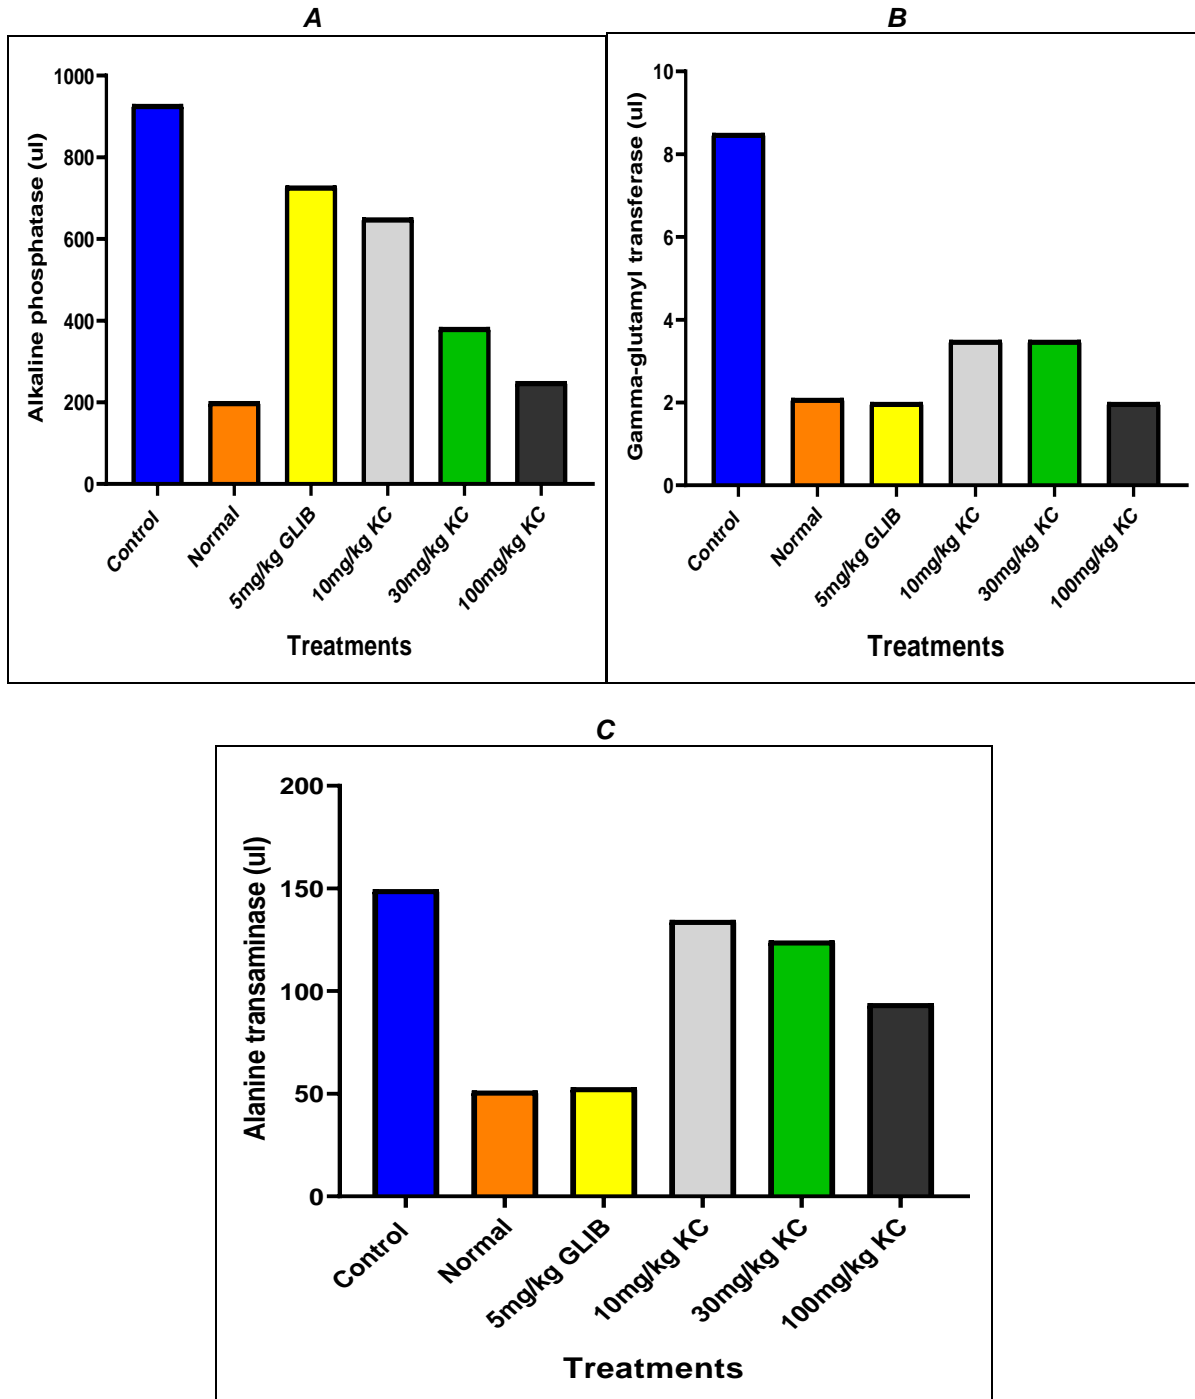 A
Alkaline phosphatase (ul)
1000
800
600
400
200
0
Control
Normal
5mg/kg GLIB
10mg/kg KC
30mg/kg KC
100mg/kg KC
Treatments
B
Gamma-glutamyl transferase (ul)
10
8
6
4
2
0
Control
Normal
5mg/kg GLIB
10mg/kg KC
30mg/kg KC
100mg/kg KC
Treatments
C
Alanine transaminase (ul)
200
150
100
50
0
Control
Normal
5mg/kg GLIB
10mg/kg KC
30mg/kg KC
100mg/kg KC
Treatments